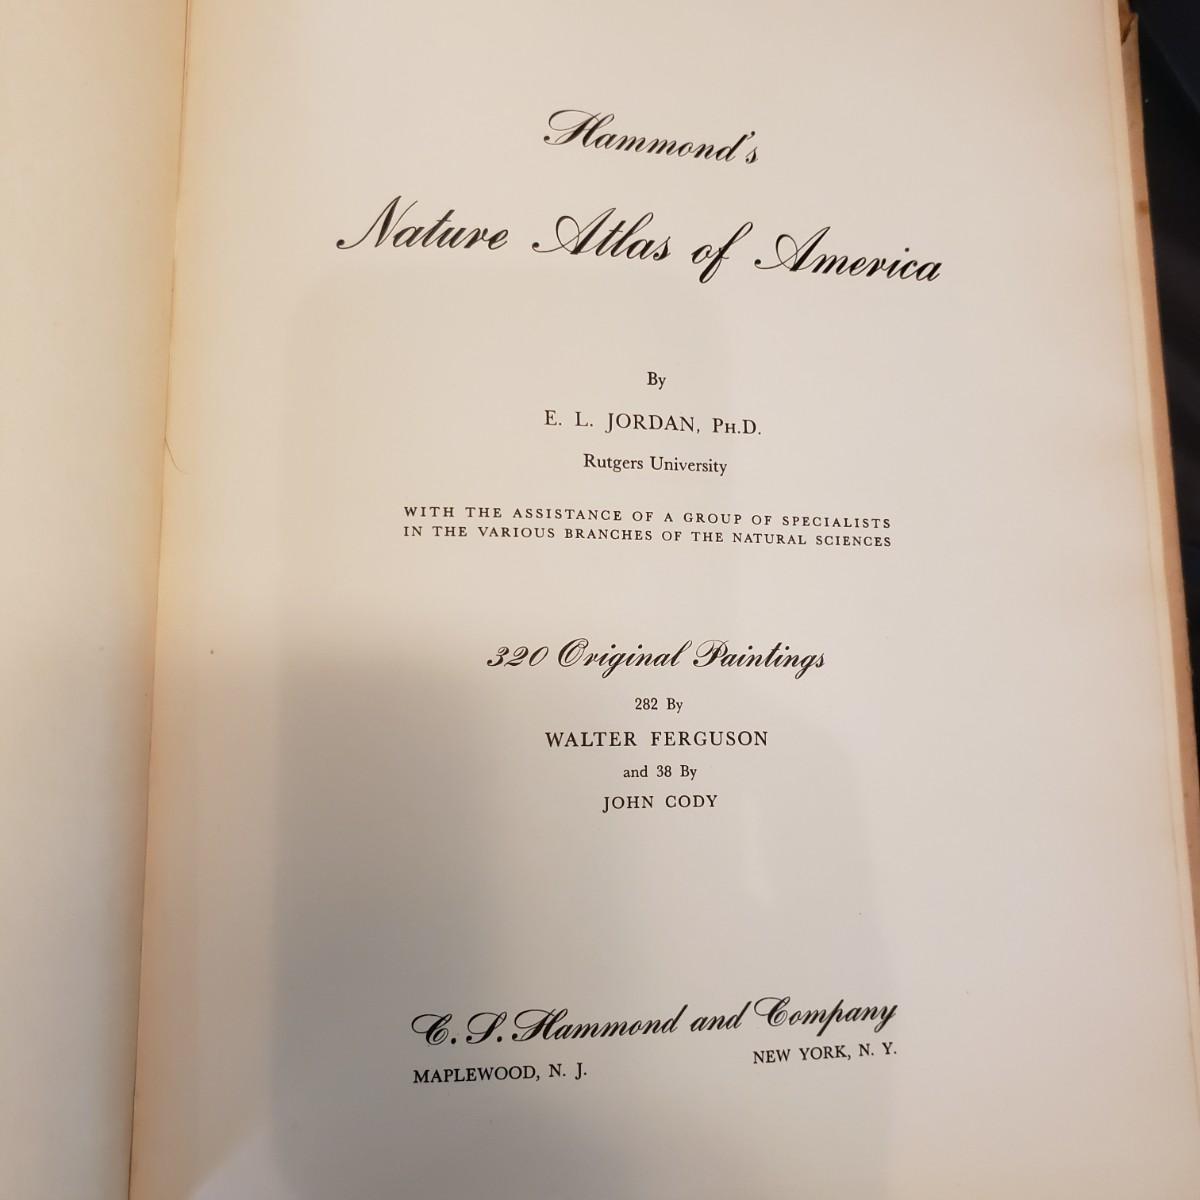 Hammond's
Nature Atlas of America
By
E. L. JORDAN, PH.D.
Rutgers University
WITH THE ASSISTANCE OF A GROUP OF SPECIALISTS
IN THE VARIOUS BRANCHES OF THE NATURAL SCIENCES
320 Original Paintings
282 By
WALTER FERGUSON
and 38 By
JOHN CODY
C. S. Hammond and Company
MAPLEWOOD, N. J. NEW YORK, N. Y.